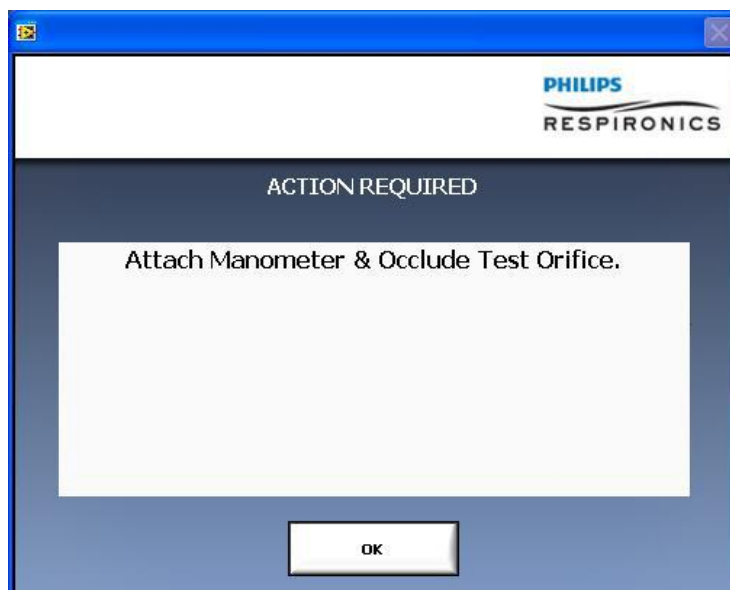 PHILIPS
RESPIRONICS
ACTION REQUIRED
Attach Manometer & Occlude Test Orifice.
OK